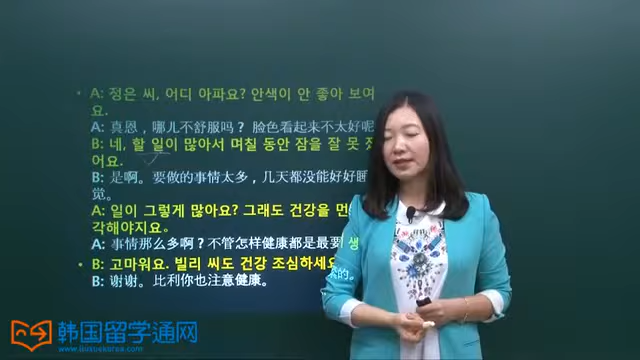 A: 정은 씨, 어디 아파요? 안색이 안 좋아 보여
요.
A: 真恩，哪儿不舒服吗？ 脸色看起来不太好呢
B: 네, 할 일이 많아서 며칠 동안 잠을 잘 못
어요.
B: 是啊。要做的事情太多，几天都没能好好
觉。
A: 일이 그렇게 많아요? 그래도 건강을 먼
각해야지요.
A: 事情那么多啊？不管怎样健康都是最要
生
B: 고마워요. 빌리 씨도 건강 조심하세요
紧的。
B: 谢谢。比利你也注意健康。
韩国留学通网